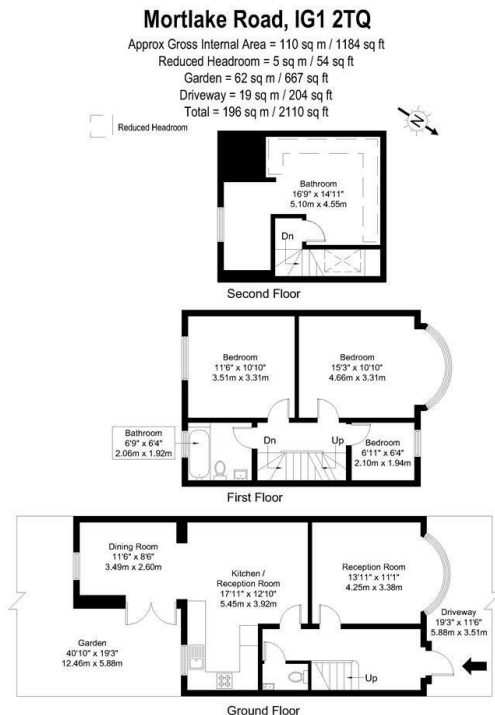 Mortlake Road, IG1 2TQ
Approx Gross Internal Area = 110 sq m / 1184 sq ft
Reduced Headroom = 5 sq m / 54 sq ft
Garden = 62 sq m / 667 sq ft
Driveway = 19 sq m / 204 sq ft
Total = 196 sq m / 2110 sq ft
Reduced Headroom
N
Bathroom
16'9" x 14'11"
5.10m x 4.55m
Dn
Second Floor
Bedroom
11'6" x 10'10"
3.51m x 3.31m
Bedroom
15'3" x 10'10"
4.66m x 3.31m
Bathroom
6'9" x 6'4"
2.06m x 1.92m
Dn
Up
Bedroom
6'11" x 6'4"
2.10m x 1.94m
First Floor
Dining Room
11'6" x 8'6"
3.49m x 2.60m
Kitchen /
Reception Room
17'11" x 12'10"
5.45m x 3.92m
Reception Room
13'11" x 11'1"
4.25m x 3.38m
Driveway
19'3" x 11'6"
5.88m x 3.51m
Garden
40'10" x 19'3"
12.46m x 5.88m
Up
Ground Floor